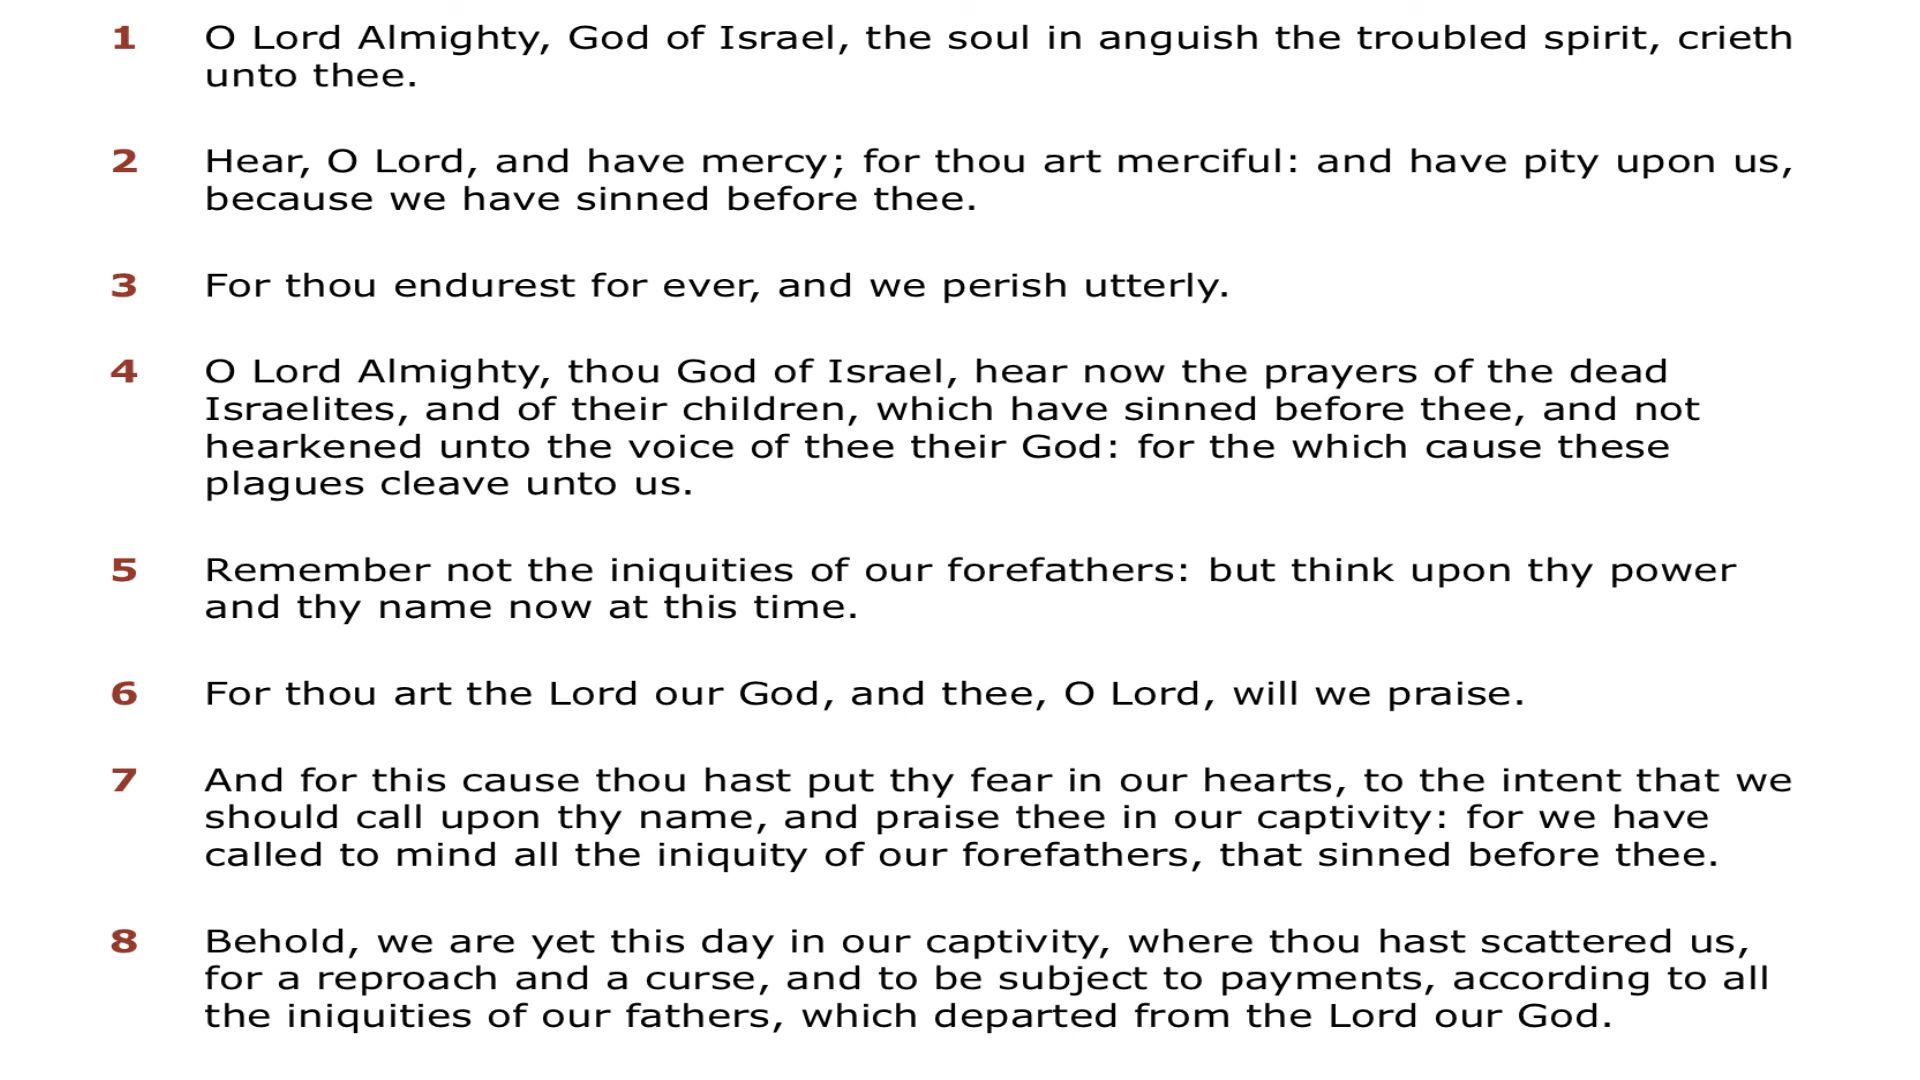 1 O Lord Almighty, God of Israel, the soul in anguish the troubled spirit, crieth
unto thee.
2 Hear, O Lord, and have mercy; for thou art merciful: and have pity upon us,
because we have sinned before thee.
3 For thou endurest for ever, and we perish utterly.
4 O Lord Almighty, thou God of Israel, hear now the prayers of the dead
Israelites, and of their children, which have sinned before thee, and not
hearkened unto the voice of thee their God: for the which cause these
plagues cleave unto us.
5 Remember not the iniquities of our forefathers: but think upon thy power
and thy name now at this time.
6 For thou art the Lord our God, and thee, O Lord, will we praise.
7 And for this cause thou hast put thy fear in our hearts, to the intent that we
should call upon thy name, and praise thee in our captivity: for we have
called to mind all the iniquity of our forefathers, that sinned before thee.
8 Behold, we are yet this day in our captivity, where thou hast scattered us,
for a reproach and a curse, and to be subject to payments, according to all
the iniquities of our fathers, which departed from the Lord our God.